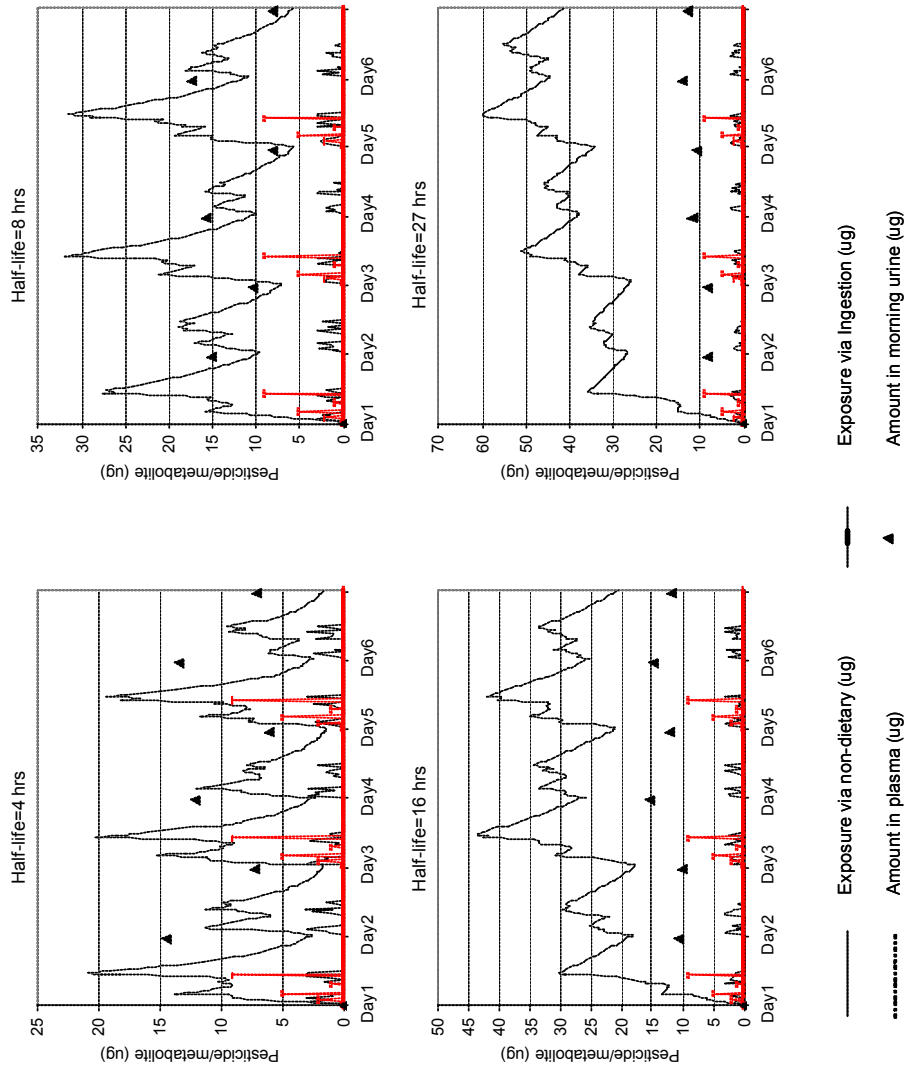 Half-life=4 hrs
Pesticide/metabolite (ug)
25
20
15
10
5
0
Day1
Day2
Day3
Day4
Day5
Day6
Half-life=8 hrs
Pesticide/metabolite (ug)
35
30
25
20
15
10
5
0
Day1
Day2
Day3
Day4
Day5
Day6
Half-life=16 hrs
Pesticide/metabolite (ug)
50
45
40
35
30
25
20
15
10
5
0
Day1
Day2
Day3
Day4
Day5
Day6
Half-life=27 hrs
Pesticide/metabolite (ug)
70
60
50
40
30
20
10
0
Day1
Day2
Day3
Day4
Day5
Day6
Exposure via non-dietary (ug)
Exposure via Ingestion (ug)
Amount in plasma (ug)
Amount in morning urine (ug)